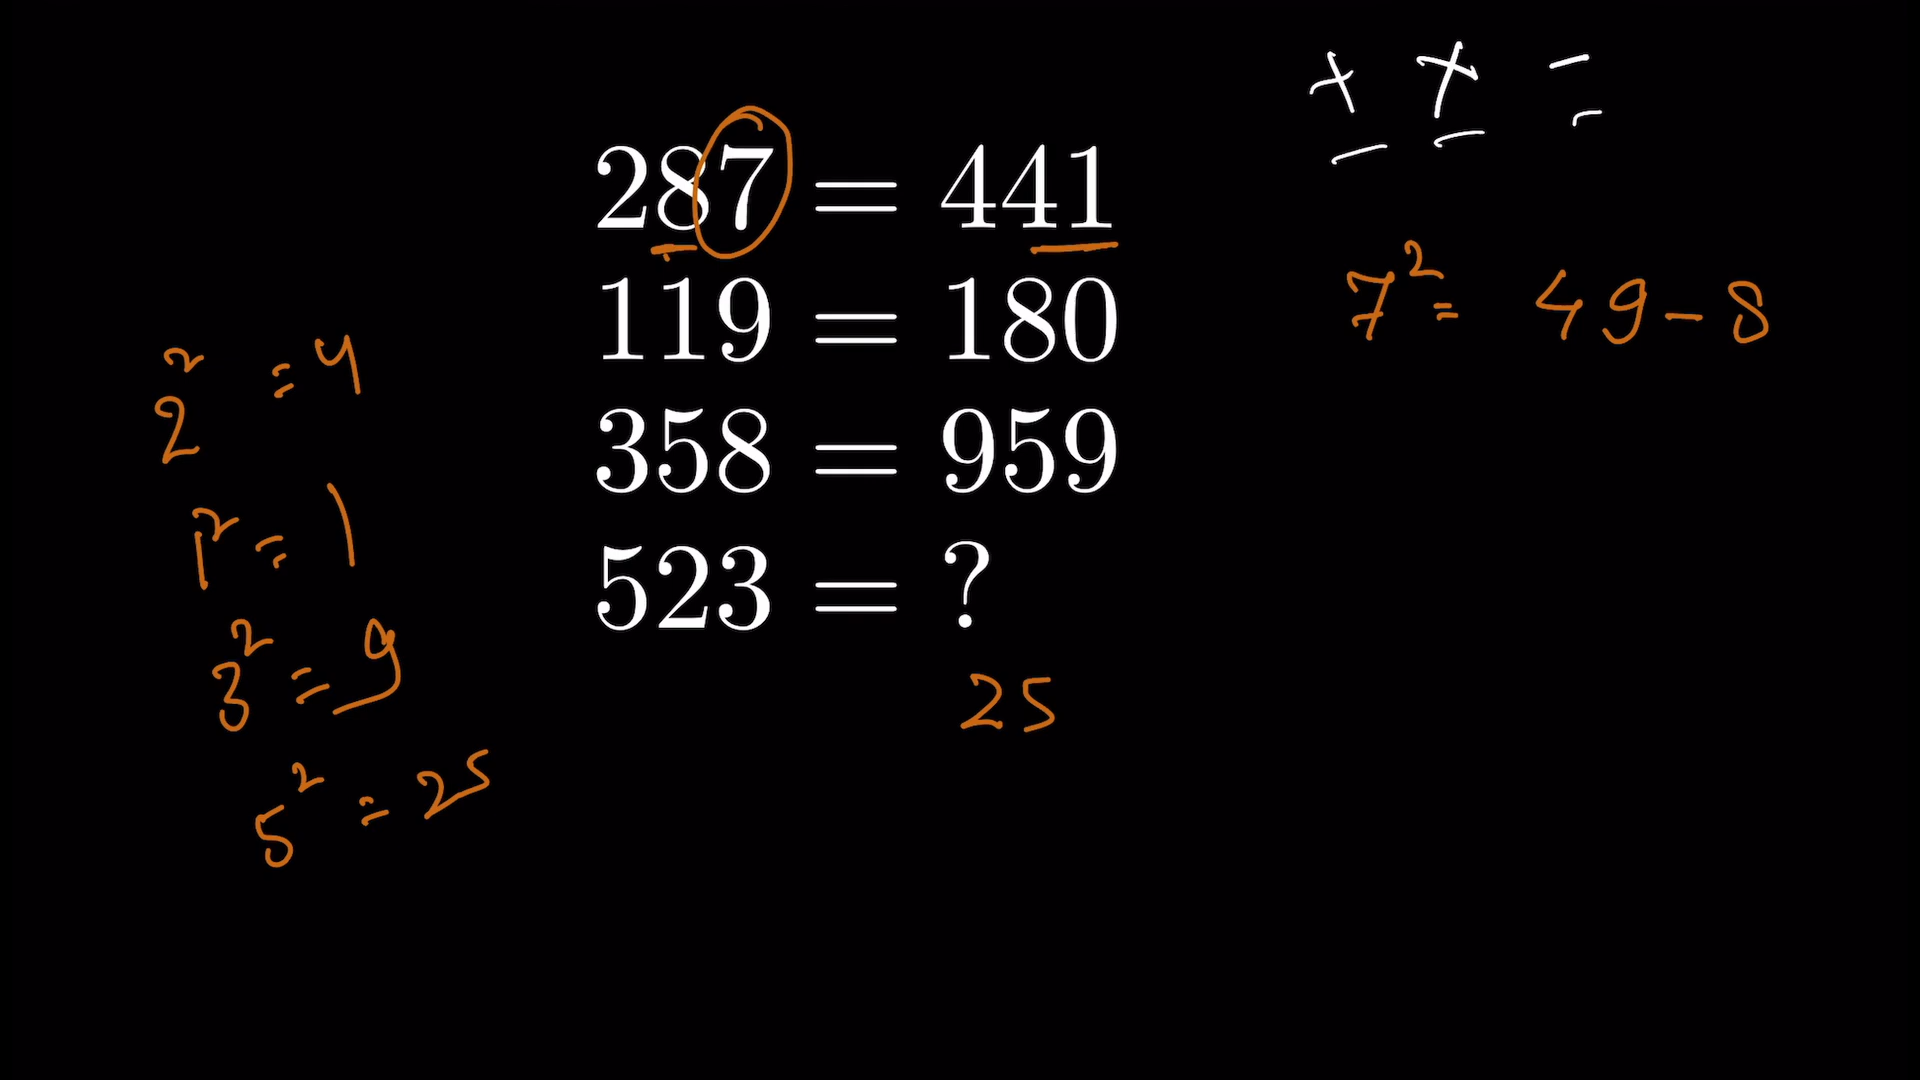 287 = 441
119 = 180
358 = 959
523 = ?
25
+ + =
7² = 49 - 8
2² = 4
1² = 1
3² = 9
5² = 25